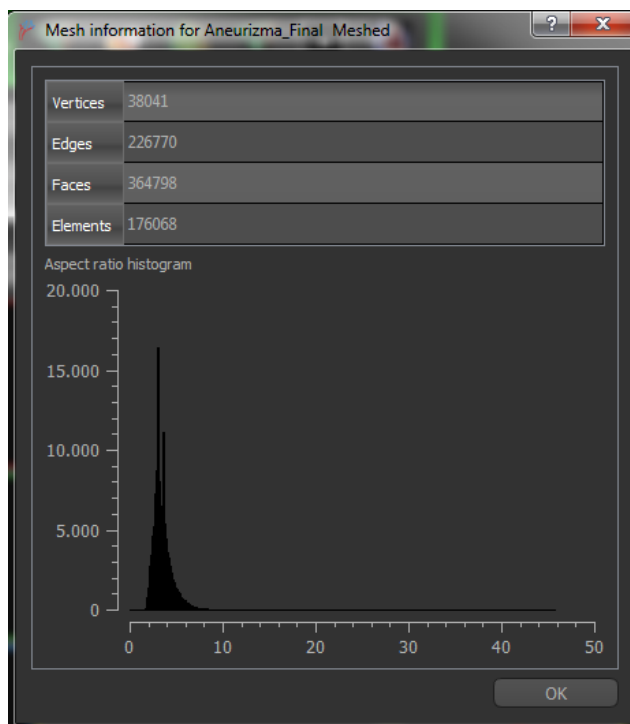 Mesh information for Aneurizma_Final Meshed
Vertices 38041
Edges 226770
Faces 364798
Elements 176068
Aspect ratio histogram
20.000
15.000
10.000
5.000
0
0 10 20 30 40 50
OK